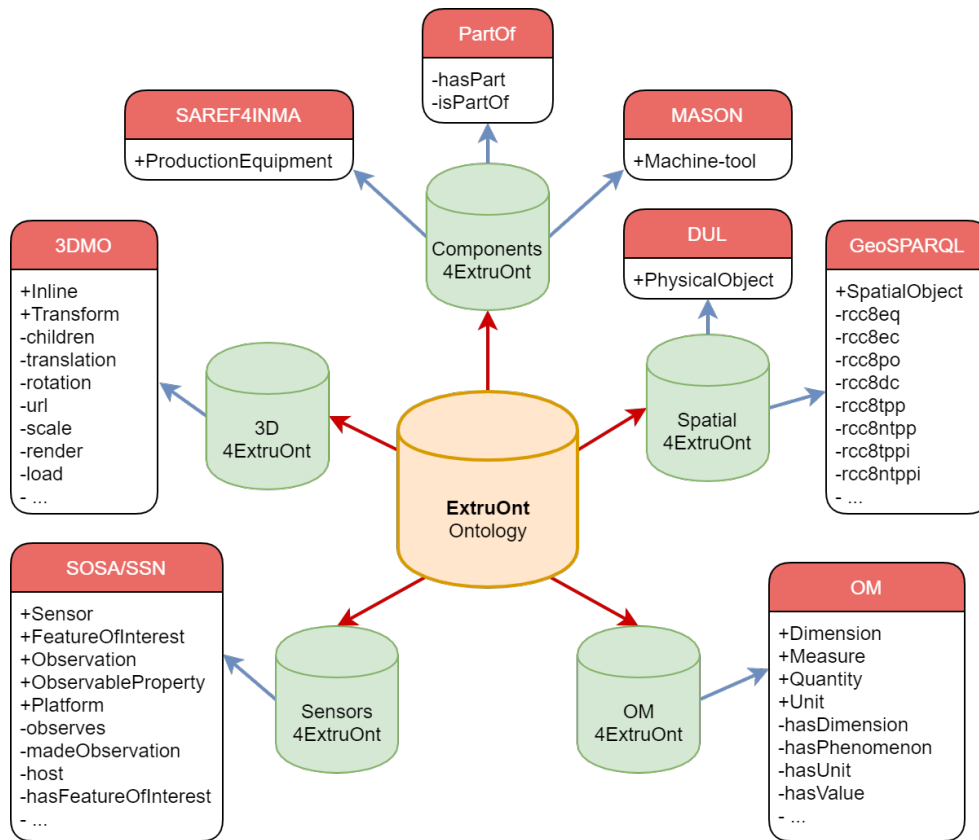 PartOf
-hasPart
-isPartOf
SAREF4INMA
+ProductionEquipment
MASON
+Machine-tool
Components
4ExtruOnt
3DMO
+Inline
+Transform
-children
-translation
-rotation
-url
-scale
-render
-load
- ...
DUL
+PhysicalObject
GeoSPARQL
+SpatialObject
-rcc8eq
-rcc8ec
-rcc8po
-rcc8dc
-rcc8tpp
-rcc8ntpp
-rcc8tppi
-rcc8ntppi
- ...
3D
4ExtruOnt
Spatial
4ExtruOnt
ExtruOnt
Ontology
SOSA/SSN
+Sensor
+FeatureOfInterest
+Observation
+ObservableProperty
+Platform
-observes
-madeObservation
-host
-hasFeatureOfInterest
- ...
Sensors
4ExtruOnt
OM
4ExtruOnt
OM
+Dimension
+Measure
+Quantity
+Unit
-hasDimension
-hasPhenomenon
-hasUnit
-hasValue
- ...